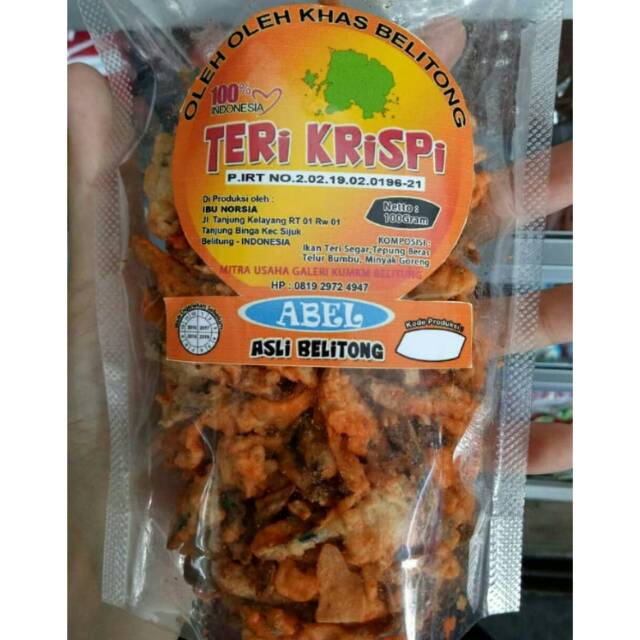 OLEH OLEH KHAS BELITONG
100%
INDONESIA
TERI KRISPI
P.IRT NO.2.02.19.02.0196-21
Di Produksi oleh :
IBU NORSIA
Jl. Tanjung Kelayang RT 01 Rw 01
Tanjung Binga Kec Sijuk
Belitung - INDONESIA
Netto :
100Gram
KOMPOSISI :
Ikan Teri Segar,Tepung Beras
Telur Bumbu, Minyak Goreng
MITRA USAHA GALERI KUMKM BELITUNG
HP : 0819 2972 4947
ABEL
ASLI BELITONG
Kode Produksi :